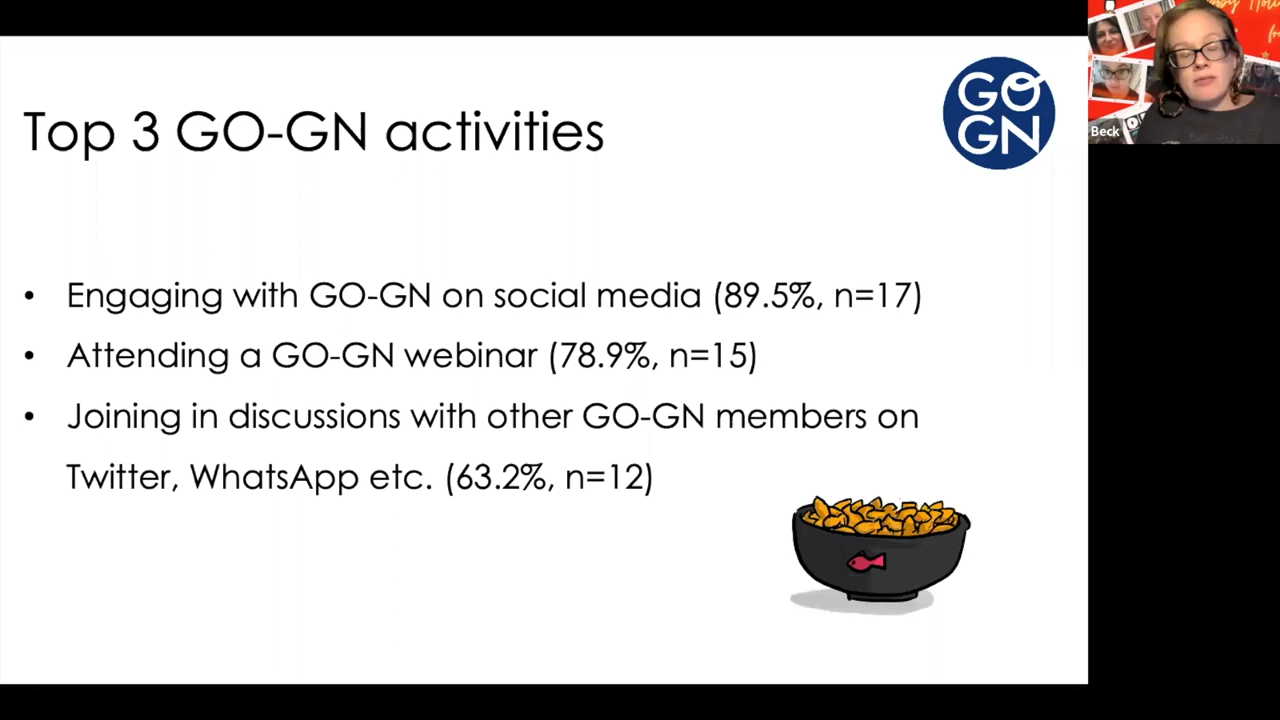 Top 3 GO-GN activities
GO
GN
• Engaging with GO-GN on social media (89.5%, n=17)
• Attending a GO-GN webinar (78.9%, n=15)
• Joining in discussions with other GO-GN members on
Twitter, WhatsApp etc. (63.2%, n=12)
Beck